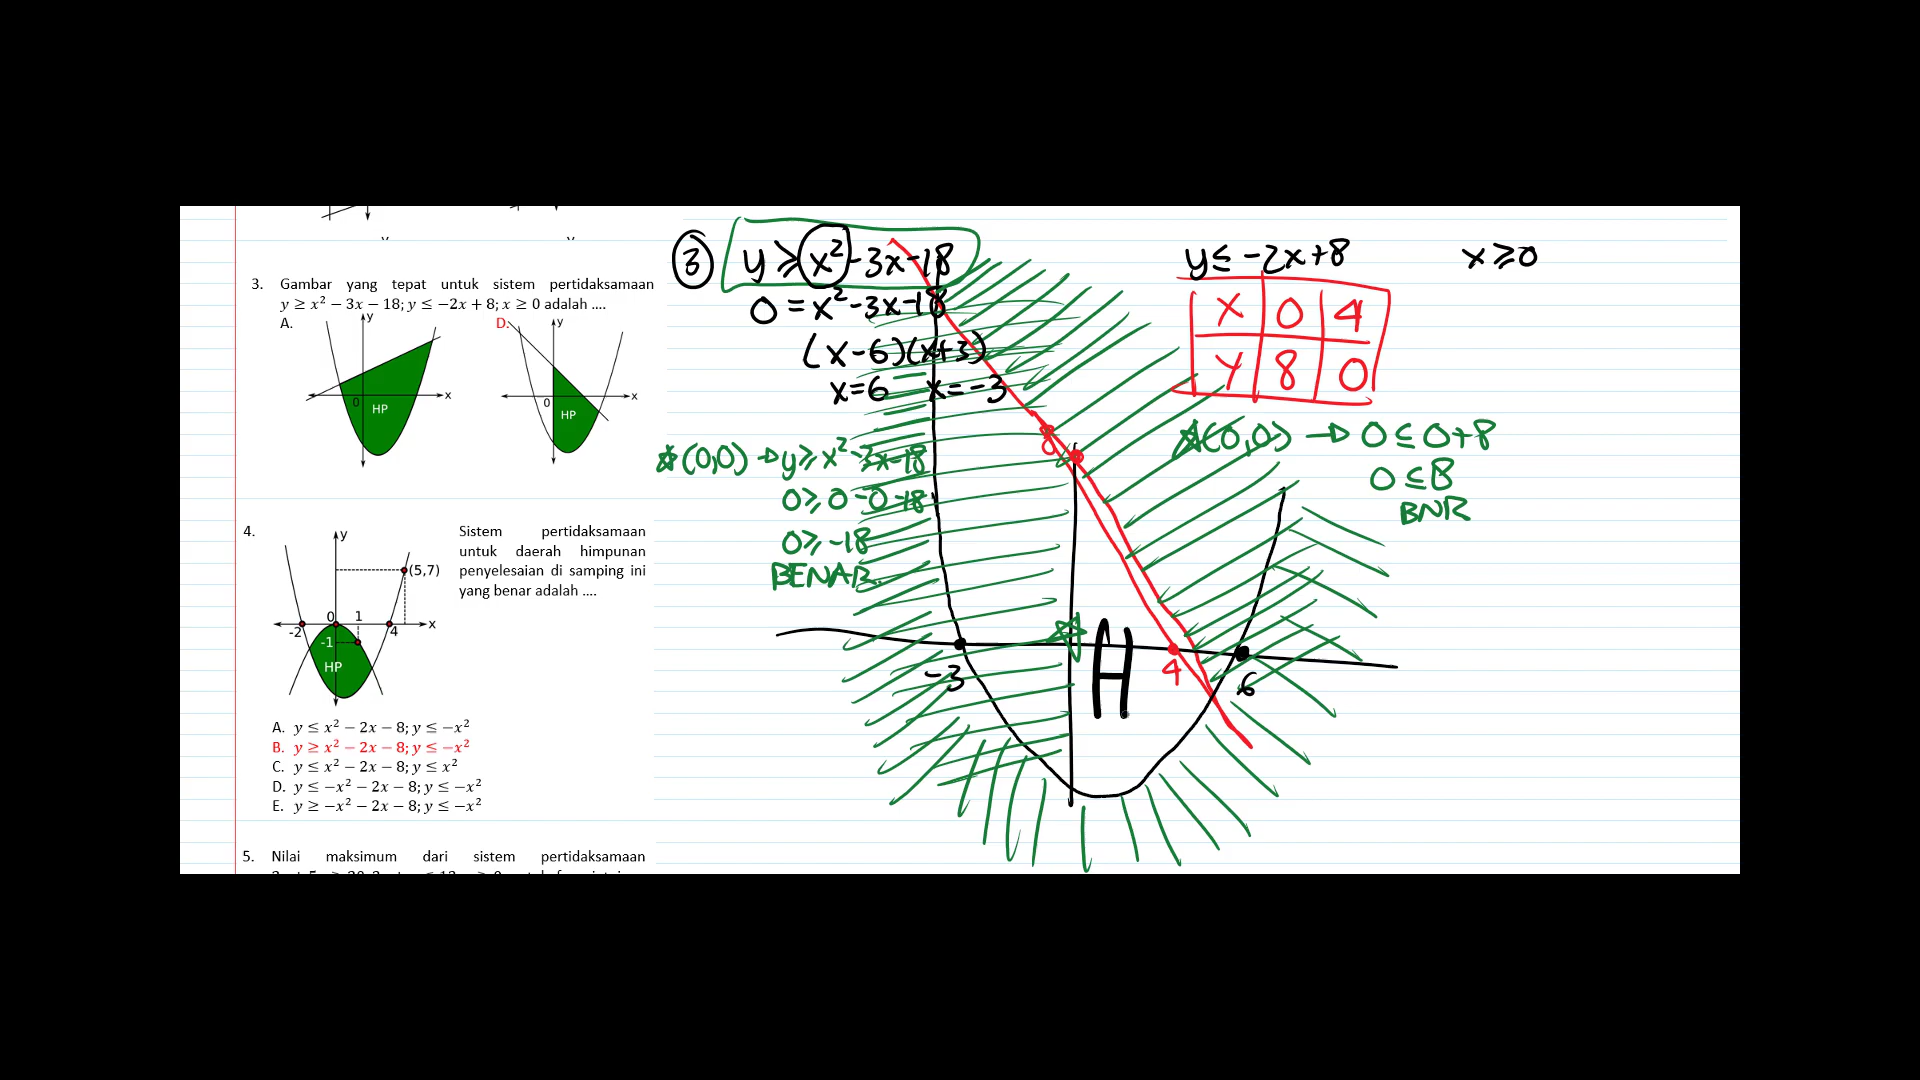 3. Gambar yang tepat untuk sistem pertidaksamaan
y ≥ x² − 3x − 18; y ≤ −2x + 8; x ≥ 0 adalah ....
A.
y
0
x
HP
D.
y
0
x
HP
4.
y
(5,7)
0
1
-2
-1
4
x
HP
Sistem pertidaksamaan
untuk daerah himpunan
penyelesaian di samping ini
yang benar adalah ....
A. y ≤ x² − 2x − 8; y ≤ −x²
B. y ≥ x² − 2x − 8; y ≤ −x²
C. y ≤ x² − 2x − 8; y ≤ x²
D. y ≤ −x² − 2x − 8; y ≤ −x²
E. y ≥ −x² − 2x − 8; y ≤ −x²
5. Nilai maksimum dari sistem pertidaksamaan
3 y ≥ x² -3x -18
0 = x² -3x -18
(x-6)(x+3)
x=6 x=-3
(0,0) → y ≥ x² -3x -18
0 ≥ 0 -0 -18
0 ≥ -18
BENAR
y ≤ -2x+8
X 0 4
Y 8 0
(0,0) → 0 ≤ 0+8
0 ≤ 8
BNR
x ≥ 0
8
-3
H
4
6